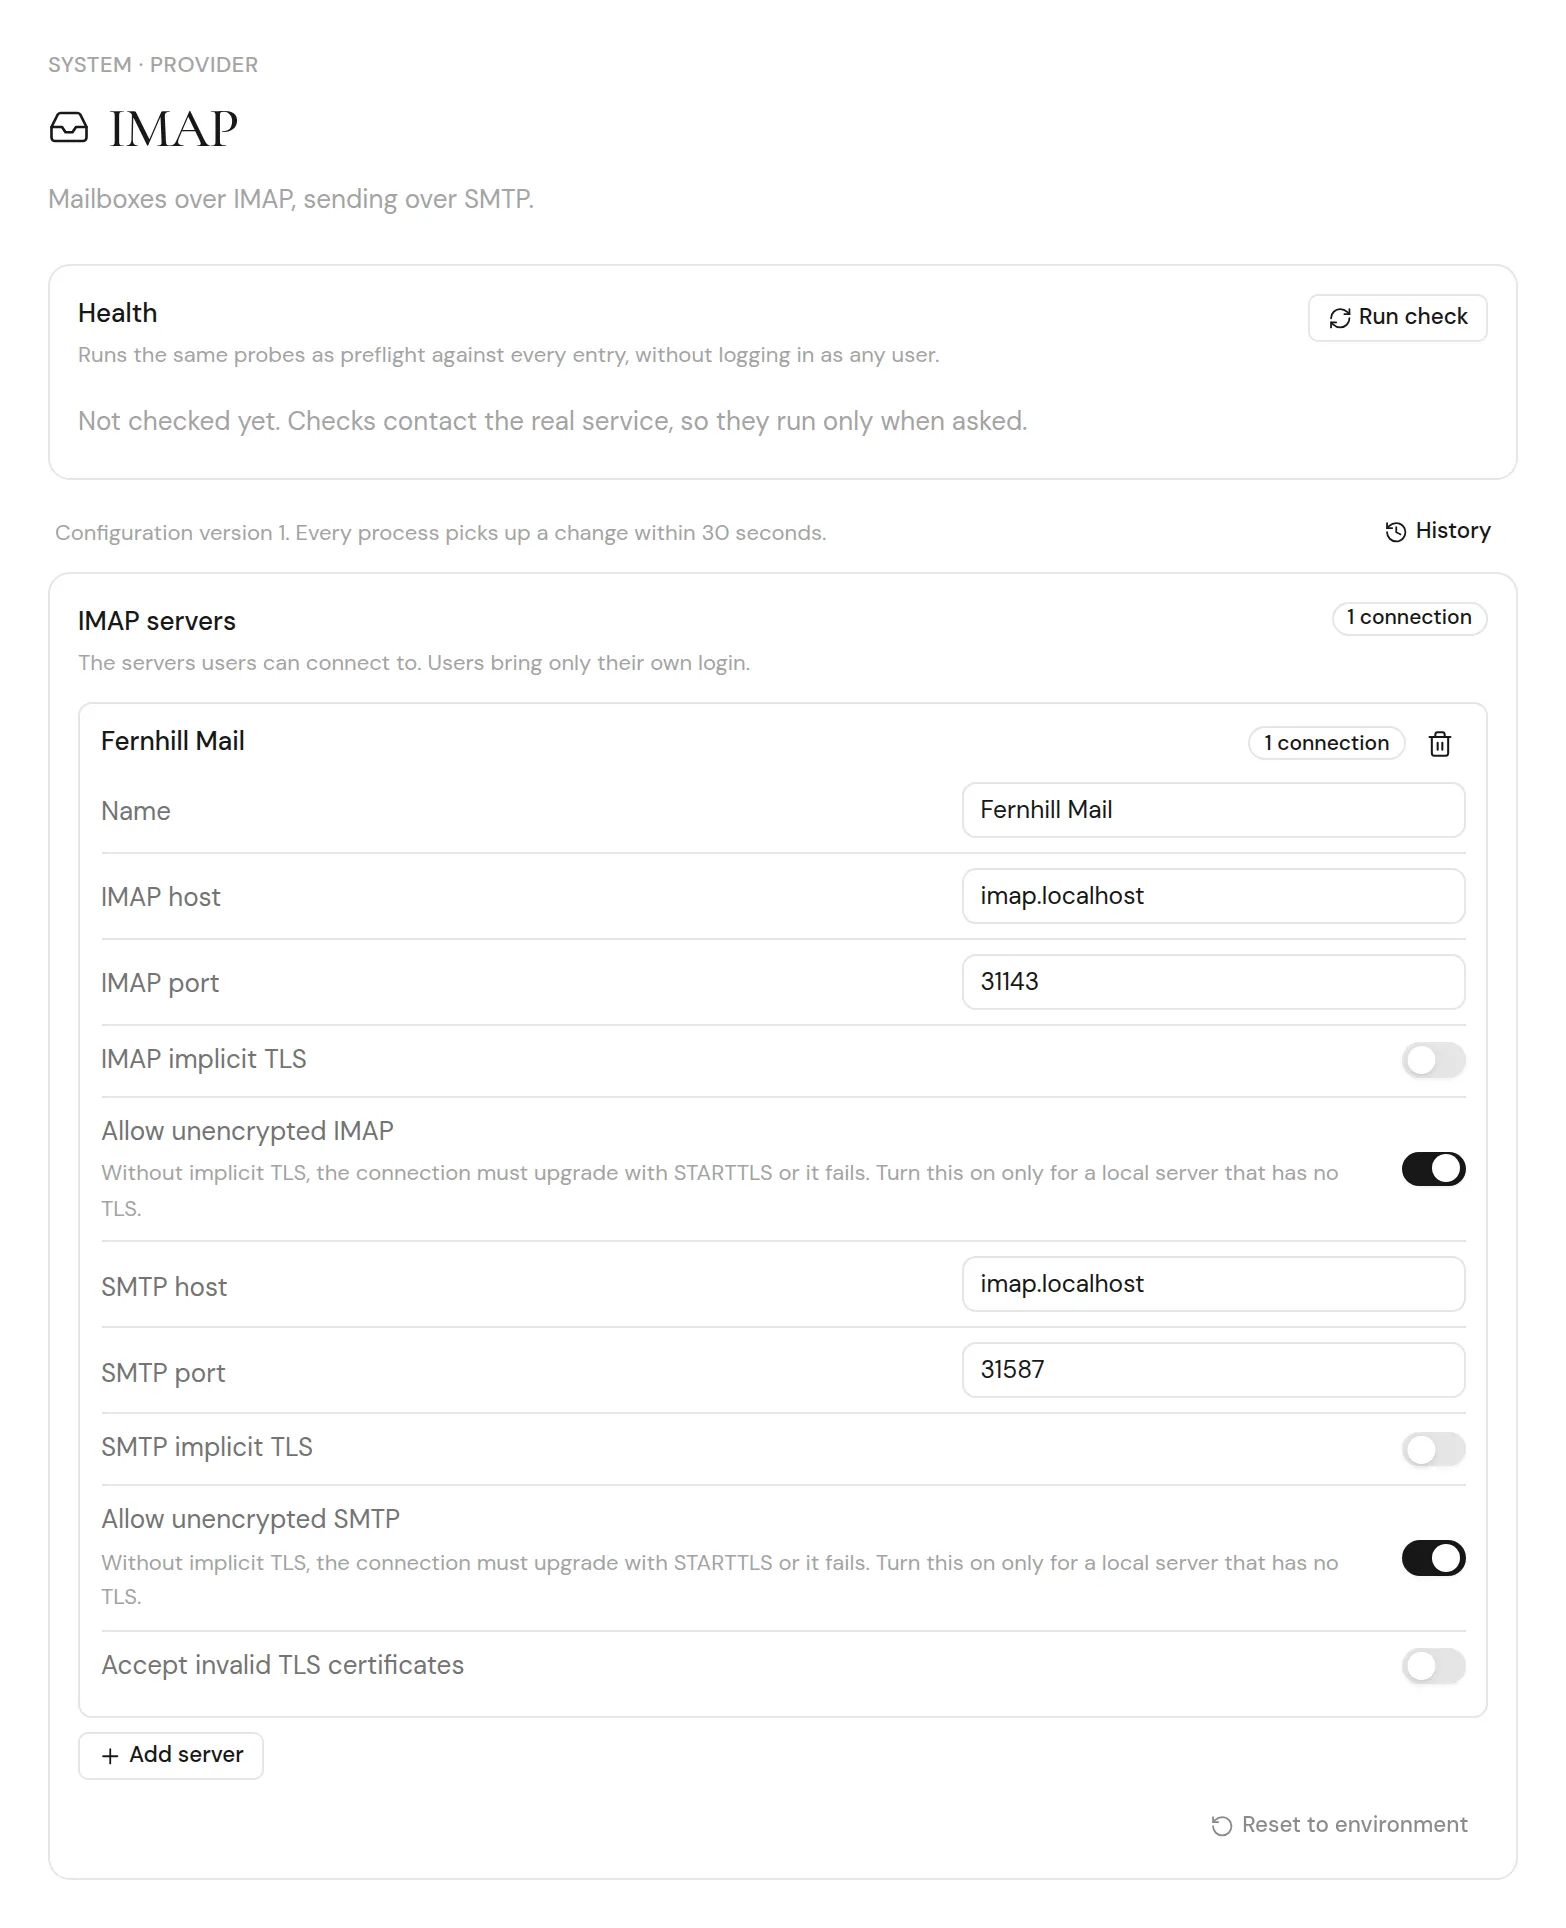 SYSTEM · PROVIDER
IMAP
Mailboxes over IMAP, sending over SMTP.
Health
Run check
Runs the same probes as preflight against every entry, without logging in as any user.
Not checked yet. Checks contact the real service, so they run only when asked.
Configuration version 1. Every process picks up a change within 30 seconds.
History
IMAP servers
1 connection
The servers users can connect to. Users bring only their own login.
Fernhill Mail
1 connection
Name
Fernhill Mail
IMAP host
imap.localhost
IMAP port
31143
IMAP implicit TLS
Allow unencrypted IMAP
Without implicit TLS, the connection must upgrade with STARTTLS or it fails. Turn this on only for a local server that has no
TLS.
SMTP host
imap.localhost
SMTP port
31587
SMTP implicit TLS
Allow unencrypted SMTP
Without implicit TLS, the connection must upgrade with STARTTLS or it fails. Turn this on only for a local server that has no
TLS.
Accept invalid TLS certificates
Add server
Reset to environment